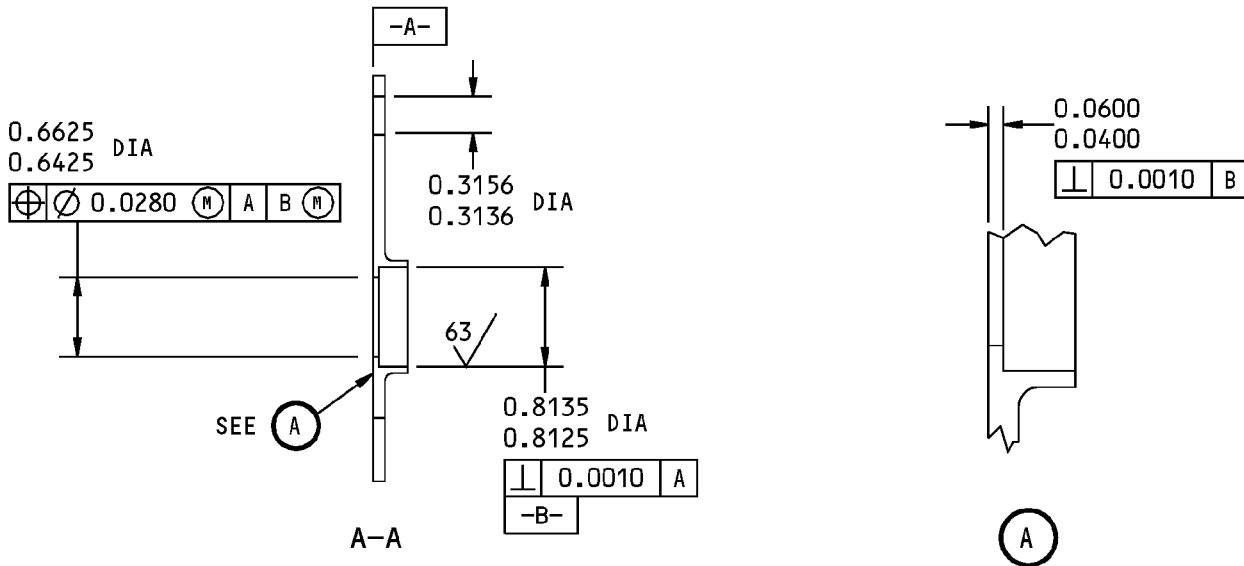 -A-
0.6625
0.6425 DIA
⌖ ⌀ 0.0280 Ⓜ A B Ⓜ
0.3156
0.3136 DIA
63
SEE A
0.8135
0.8125 DIA
⊥ 0.0010 A
-B-
A-A
0.0600
0.0400
⊥ 0.0010 B
A